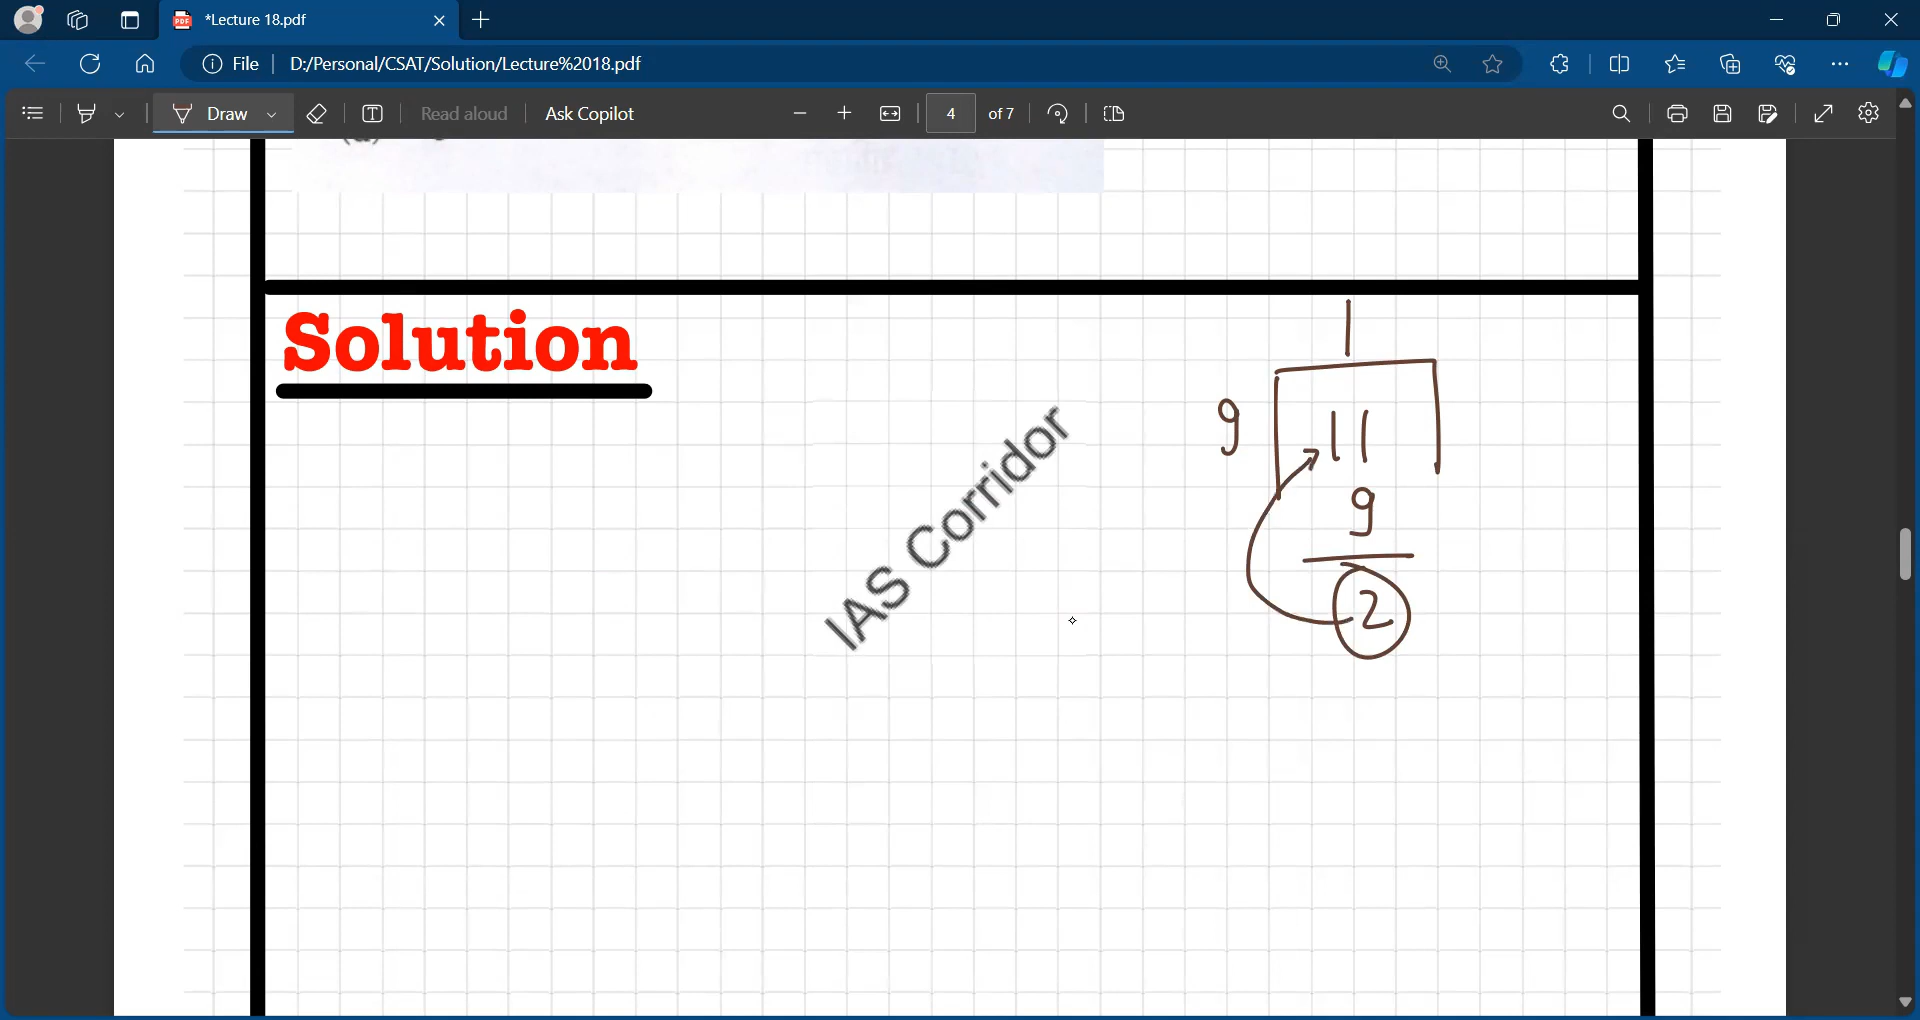 *Lecture 18.pdf
File
D:/Personal/CSAT/Solution/Lecture%2018.pdf
Draw
Read aloud
Ask Copilot
4
of 7
Solution
1
9
11
9
2
IAS Corridor